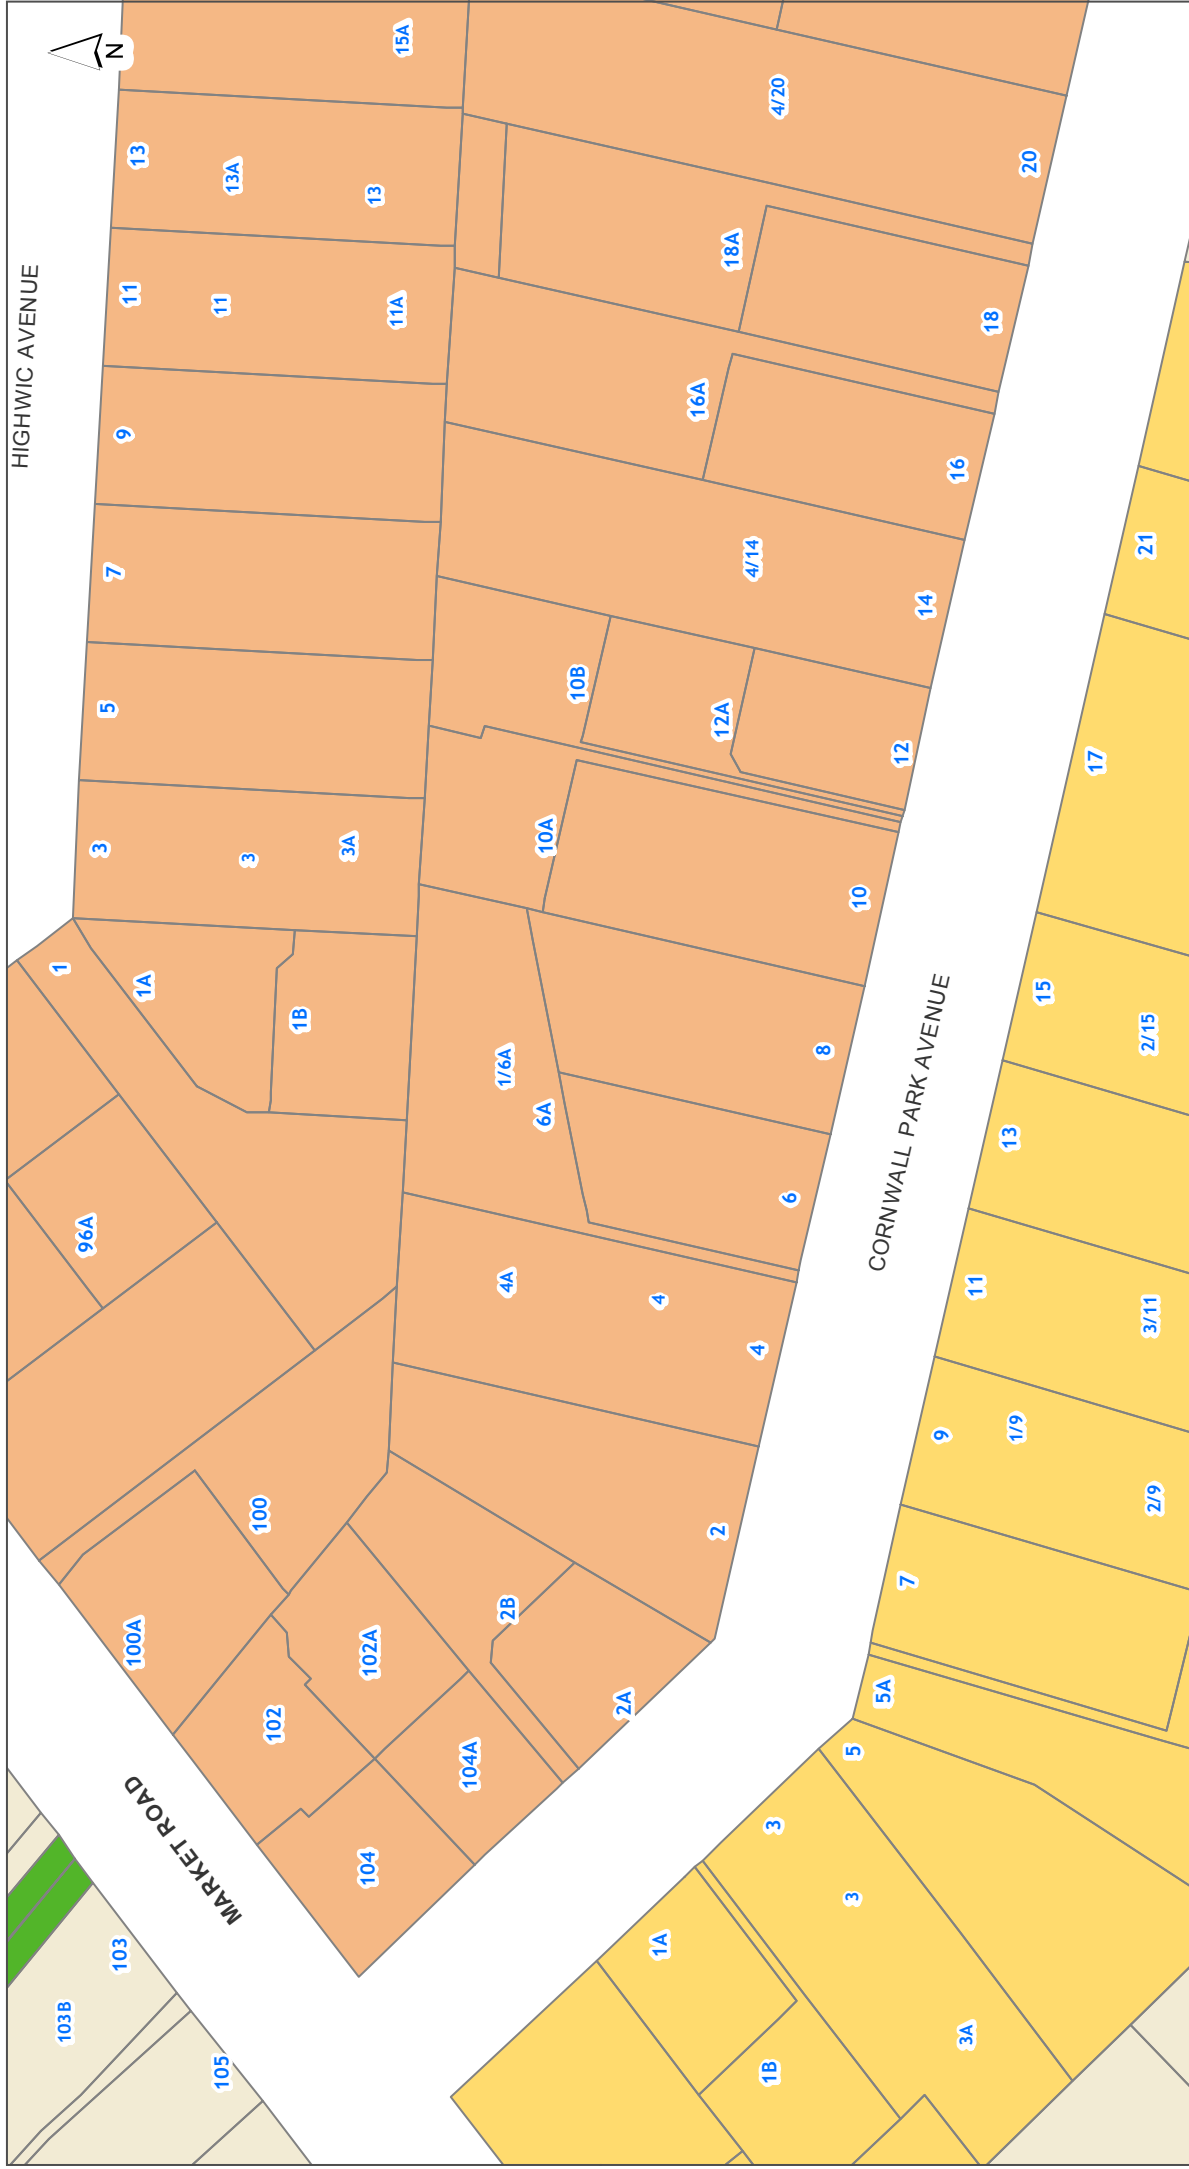 N
HIGHWIC AVENUE
15A
13
13A
13
11
11
11A
9
7
5
3
3
3A
1
1A
1B
96A
100
100A
102
102A
104
104A
MARKET ROAD
4/20
20
18A
18
16A
16
4/14
14
10B
12A
12
10A
10
1/6A
6A
8
6
4A
4
4
2
2B
2A
CORNWALL PARK AVENUE
21
17
15
2/15
13
11
3/11
9
1/9
2/9
7
5A
5
3
3
3A
1A
1B
103
103B
105